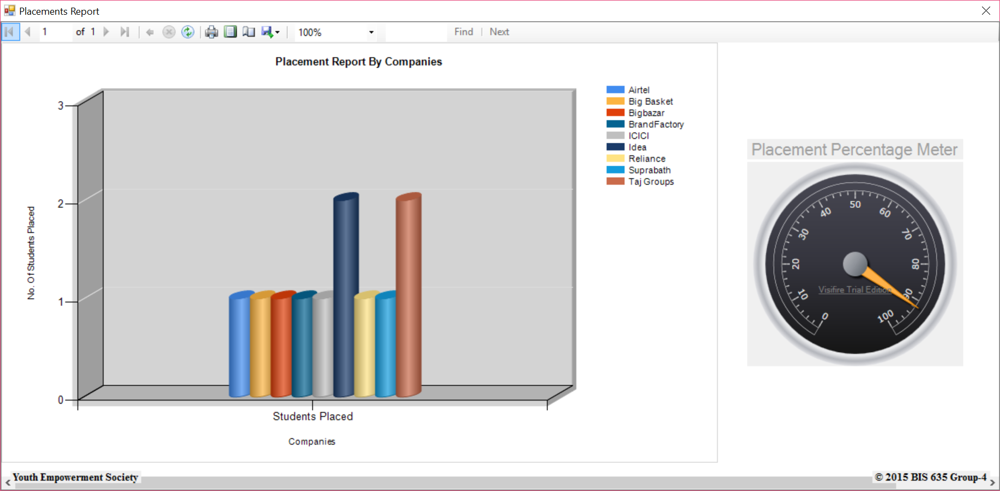 Placements Report
1 of 1 100% Find Next
Placement Report By Companies
3
2
1
0
No. Of Students Placed
Students Placed
Companies
Airtel
Big Basket
Bigbazar
BrandFactory
ICICI
Idea
Reliance
Suprabath
Taj Groups
Placement Percentage Meter
0
10
20
30
40
50
60
70
80
90
100
Visifire Trial Edition
Youth Empowerment Society
© 2015 BIS 635 Group-4